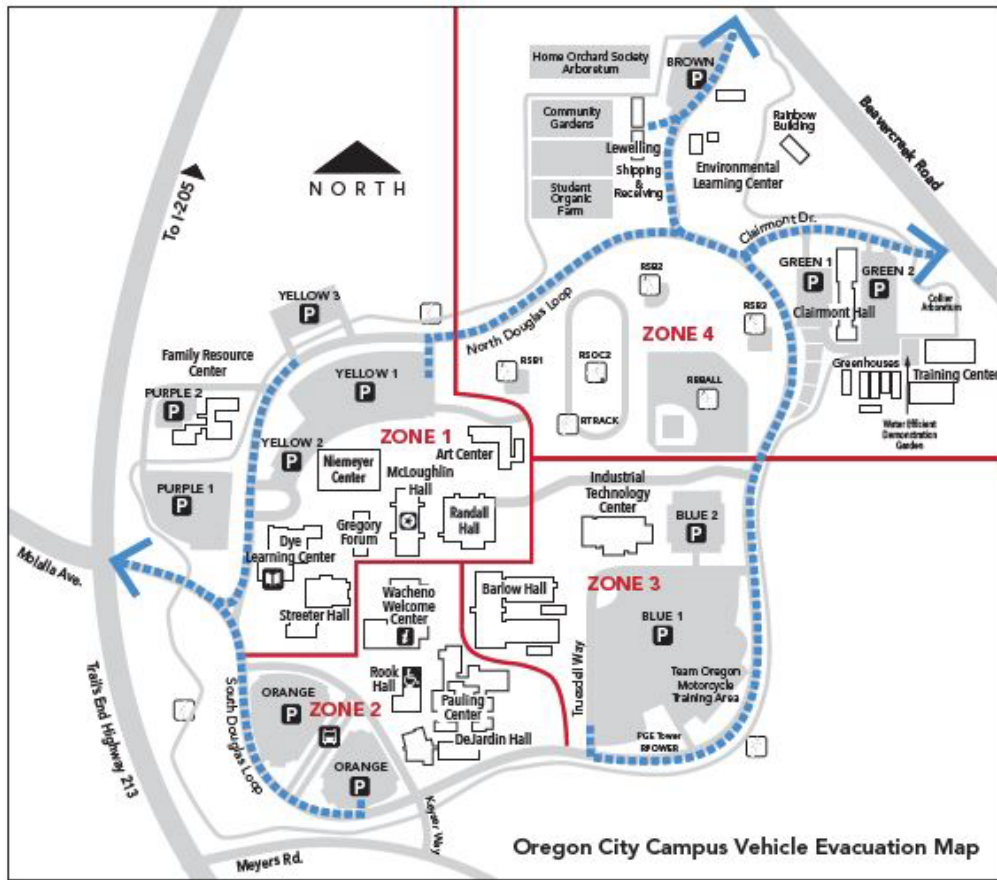 BROWN
P
Home Orchard Society
Arboretum
Community
Gardens
Lewelling
Shipping
&
Receiving
Student
Organic
Farm
Rainbow
Building
Environmental
Learning Center
Beavercreek Road
NORTH
To I-205
Clairmont Dr.
GREEN 1
P
GREEN 2
P
Clairmont Hall
Collier
Arboretum
Greenhouses
Training Center
Water Efficient
Demonstration
Garden
YELLOW 3
P
North Douglas Loop
RSB2
RSB3
ZONE 4
RSB1
RSOC2
RBBALL
RTRACK
Family Resource
Center
PURPLE 2
P
YELLOW 1
P
YELLOW 2
P
ZONE 1
Art Center
Niemeyer
Center
McLoughlin
Hall
PURPLE 1
P
Randall
Hall
Gregory
Forum
Dye
Learning Center
Streeter Hall
Industrial
Technology
Center
BLUE 2
P
ZONE 3
Molalla Ave.
Wacheno
Welcome
Center
i
Barlow Hall
BLUE 1
P
Truesdell Way
Team Oregon
Motorcycle
Training Area
PGE Tower
RTOWER
Rook
Hall
Pauling
Center
DeJardin Hall
ORANGE
P
ZONE 2
ORANGE
P
South Douglas Loop
Trail's End Highway 213
Kayser Way
Meyers Rd.
Oregon City Campus Vehicle Evacuation Map